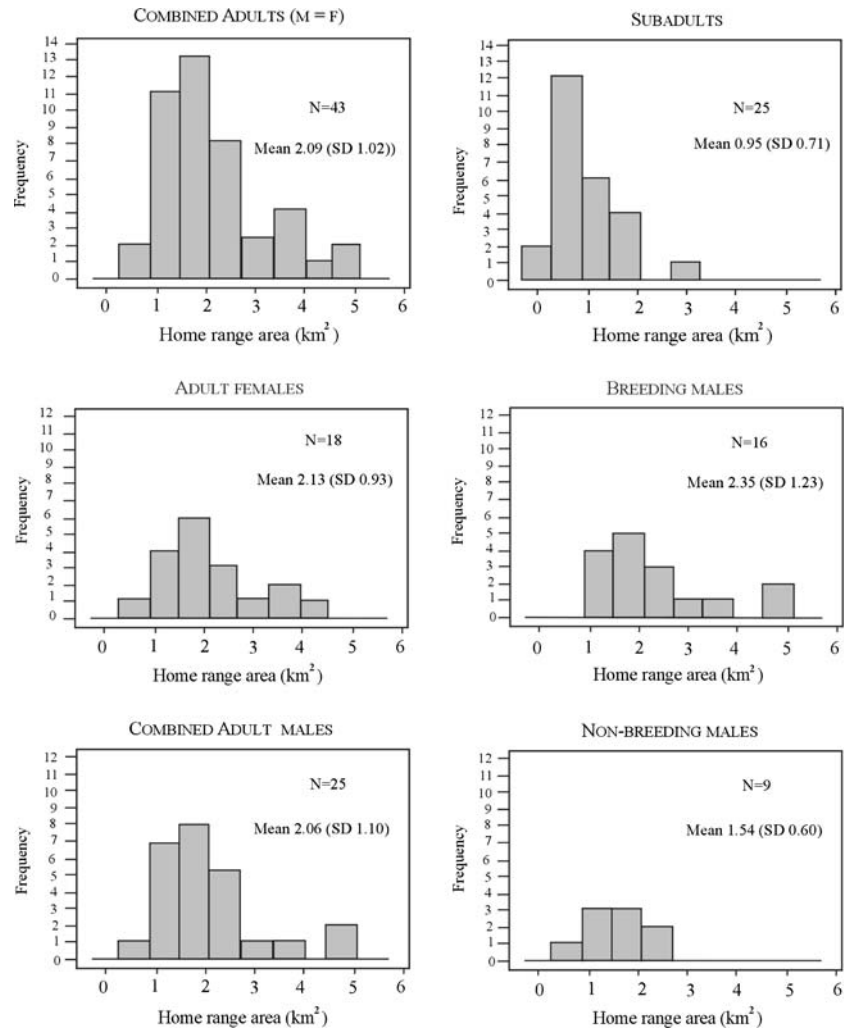 COMBINED ADULTS (M = F)
14
13
12
11
10
9
8
7
6
5
4
3
2
1
0
Frequency
N=43
Mean 2.09 (SD 1.02))
0 1 2 3 4 5 6
Home range area (km²)
SUBADULTS
14
13
12
11
10
9
8
7
6
5
4
3
2
1
0
Frequency
N=25
Mean 0.95 (SD 0.71)
0 1 2 3 4 5 6
Home range area (km²)
ADULT FEMALES
12
11
10
9
8
7
6
5
4
3
2
1
0
Frequency
N=18
Mean 2.13 (SD 0.93)
0 1 2 3 4 5 6
Home range area (km²)
BREEDING MALES
12
11
10
9
8
7
6
5
4
3
2
1
0
Frequency
N=16
Mean 2.35 (SD 1.23)
0 1 2 3 4 5 6
Home range area (km²)
COMBINED ADULT MALES
12
11
10
9
8
7
6
5
4
3
2
1
0
Frequency
N=25
Mean 2.06 (SD 1.10)
0 1 2 3 4 5 6
Home range area (km²)
NON-BREEDING MALES
12
11
10
9
8
7
6
5
4
3
2
1
0
Frequency
N=9
Mean 1.54 (SD 0.60)
0 1 2 3 4 5 6
Home range area (km²)